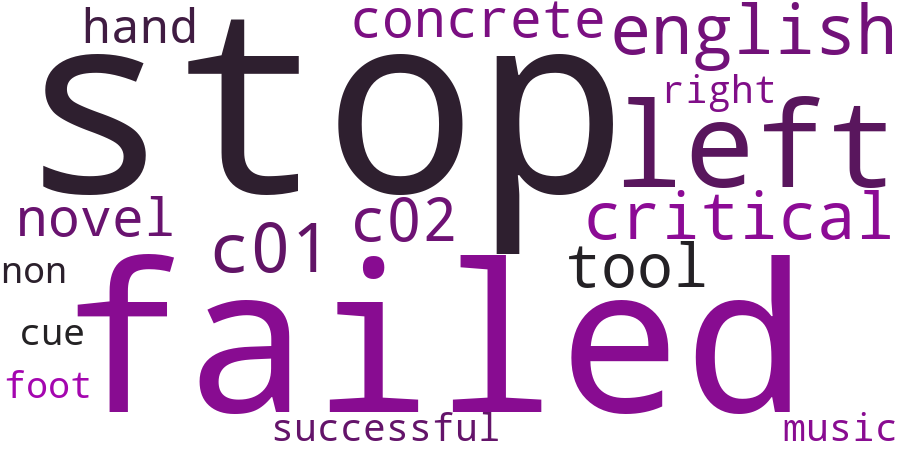 hand
concrete
english
stop
right
left
novel
c01
c02
critical
non
tool
failed
cue
foot
successful
music